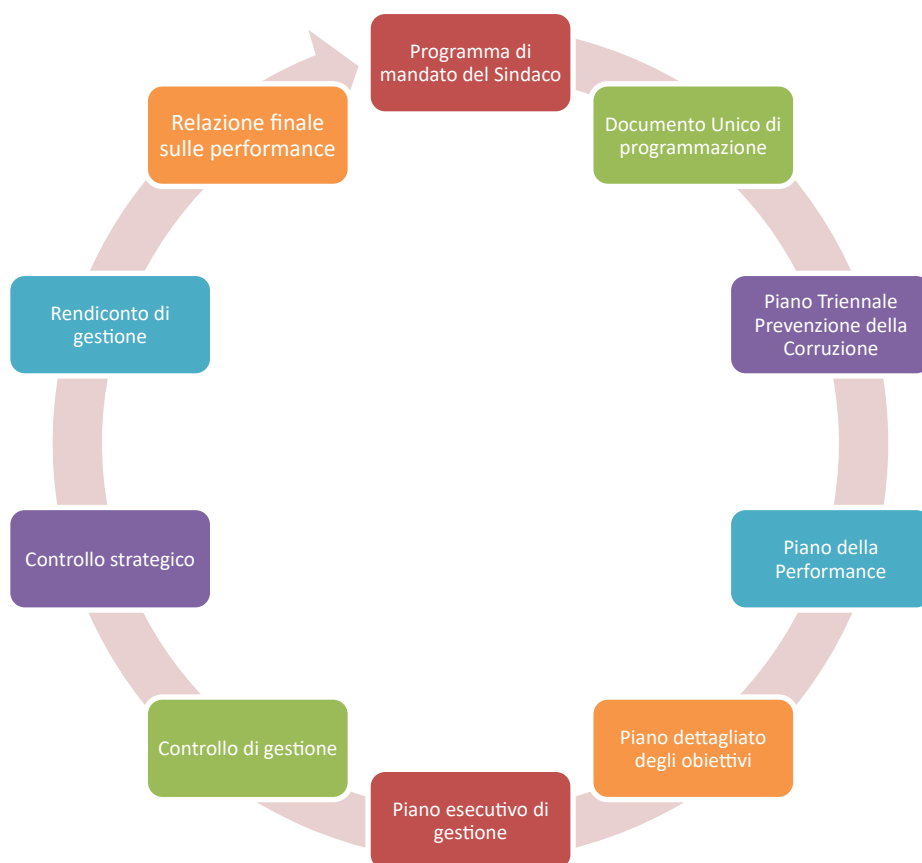 Programma di
mandato del Sindaco
Documento Unico di
programmazione
Piano Triennale
Prevenzione della
Corruzione
Piano della
Performance
Piano dettagliato
degli obiettivi
Piano esecutivo di
gestione
Controllo di gestione
Controllo strategico
Rendiconto di
gestione
Relazione finale
sulle performance